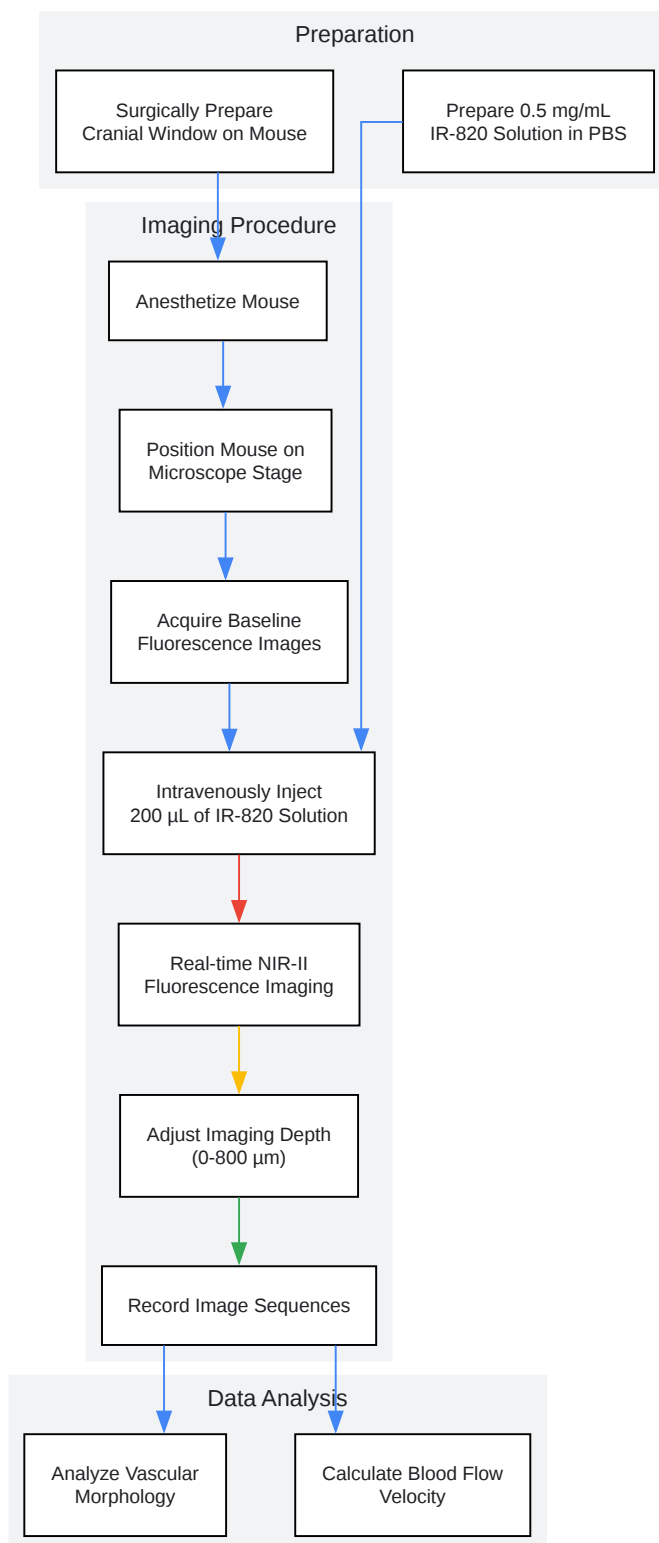 Preparation
Surgically Prepare
Cranial Window on Mouse
Prepare 0.5 mg/mL
IR-820 Solution in PBS
Imaging Procedure
Anesthetize Mouse
Position Mouse on
Microscope Stage
Acquire Baseline
Fluorescence Images
Intravenously Inject
200 µL of IR-820 Solution
Real-time NIR-II
Fluorescence Imaging
Adjust Imaging Depth
(0-800 µm)
Record Image Sequences
Data Analysis
Analyze Vascular
Morphology
Calculate Blood Flow
Velocity